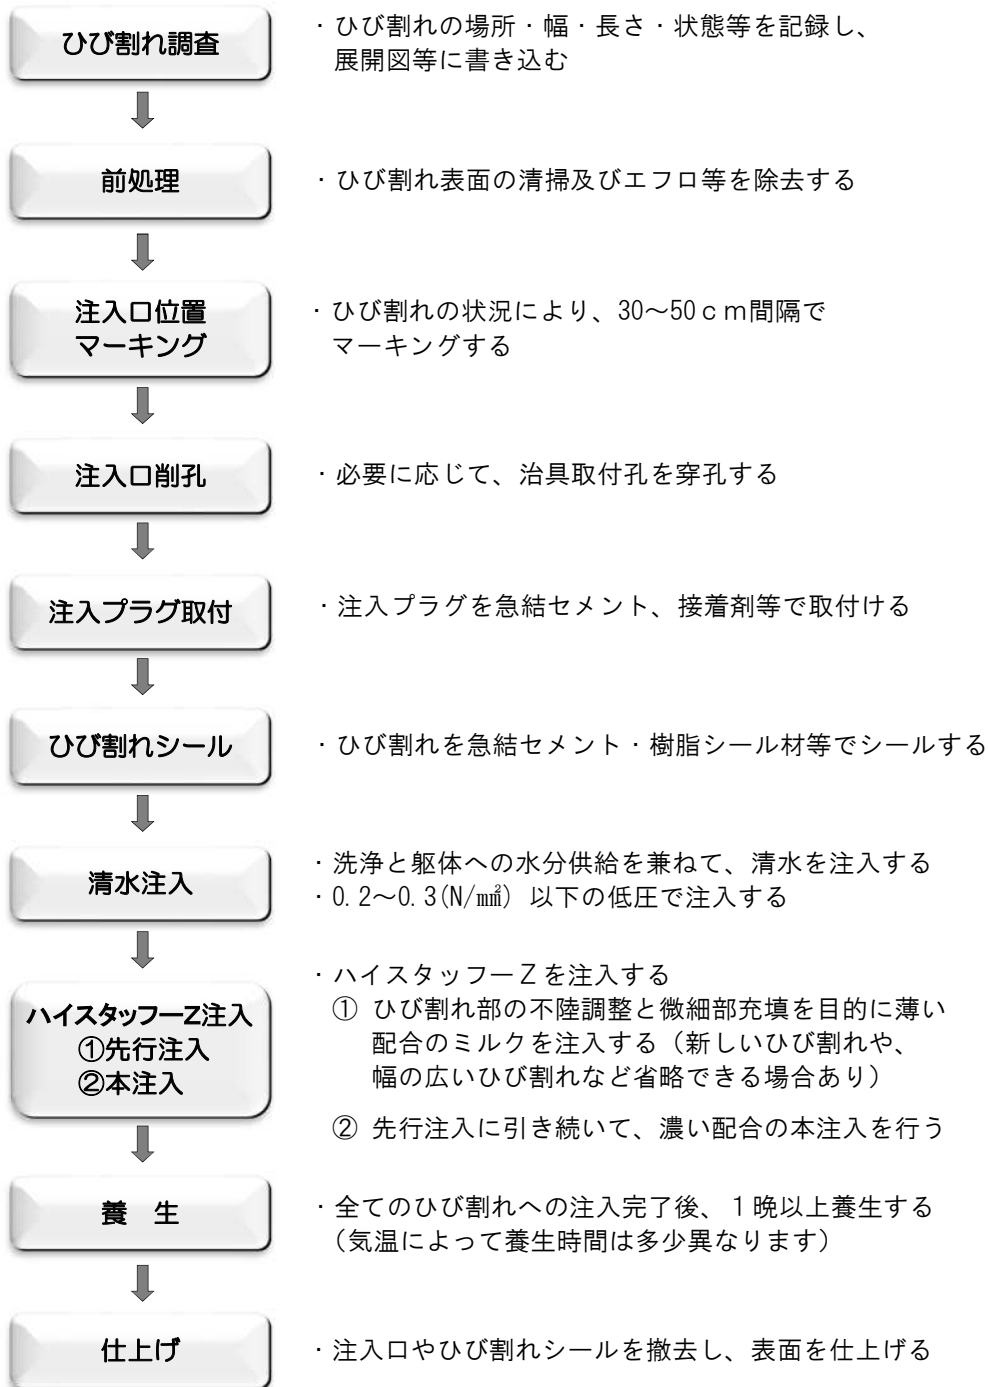 ひび割れ調査
・ひび割れの場所・幅・長さ・状態等を記録し、
展開図等に書き込む
前処理
・ひび割れ表面の清掃及びエフロ等を除去する
注入口位置
マーキング
・ひび割れの状況により、30～50ｃｍ間隔で
マーキングする
注入口削孔
・必要に応じて、治具取付孔を穿孔する
注入プラグ取付
・注入プラグを急結セメント、接着剤等で取付ける
ひび割れシール
・ひび割れを急結セメント・樹脂シール材等でシールする
清水注入
・洗浄と躯体への水分供給を兼ねて、清水を注入する
・0.2～0.3(N/㎟) 以下の低圧で注入する
ハイスタッフーZ注入
①先行注入
②本注入
・ハイスタッフーＺを注入する
① ひび割れ部の不陸調整と微細部充填を目的に薄い
配合のミルクを注入する（新しいひび割れや、
幅の広いひび割れなど省略できる場合あり）
② 先行注入に引き続いて、濃い配合の本注入を行う
養　生
・全てのひび割れへの注入完了後、１晩以上養生する
（気温によって養生時間は多少異なります）
仕上げ
・注入口やひび割れシールを撤去し、表面を仕上げる